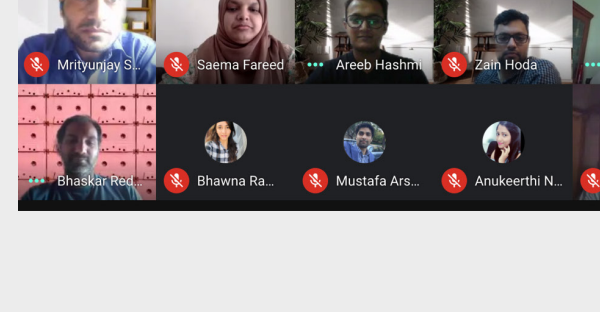 Mrityunjay S...
Saema Fareed
Areeb Hashmi
Zain Hoda
Bhaskar Red...
Bhawna Ra...
Mustafa Ars...
Anukeerthi N...